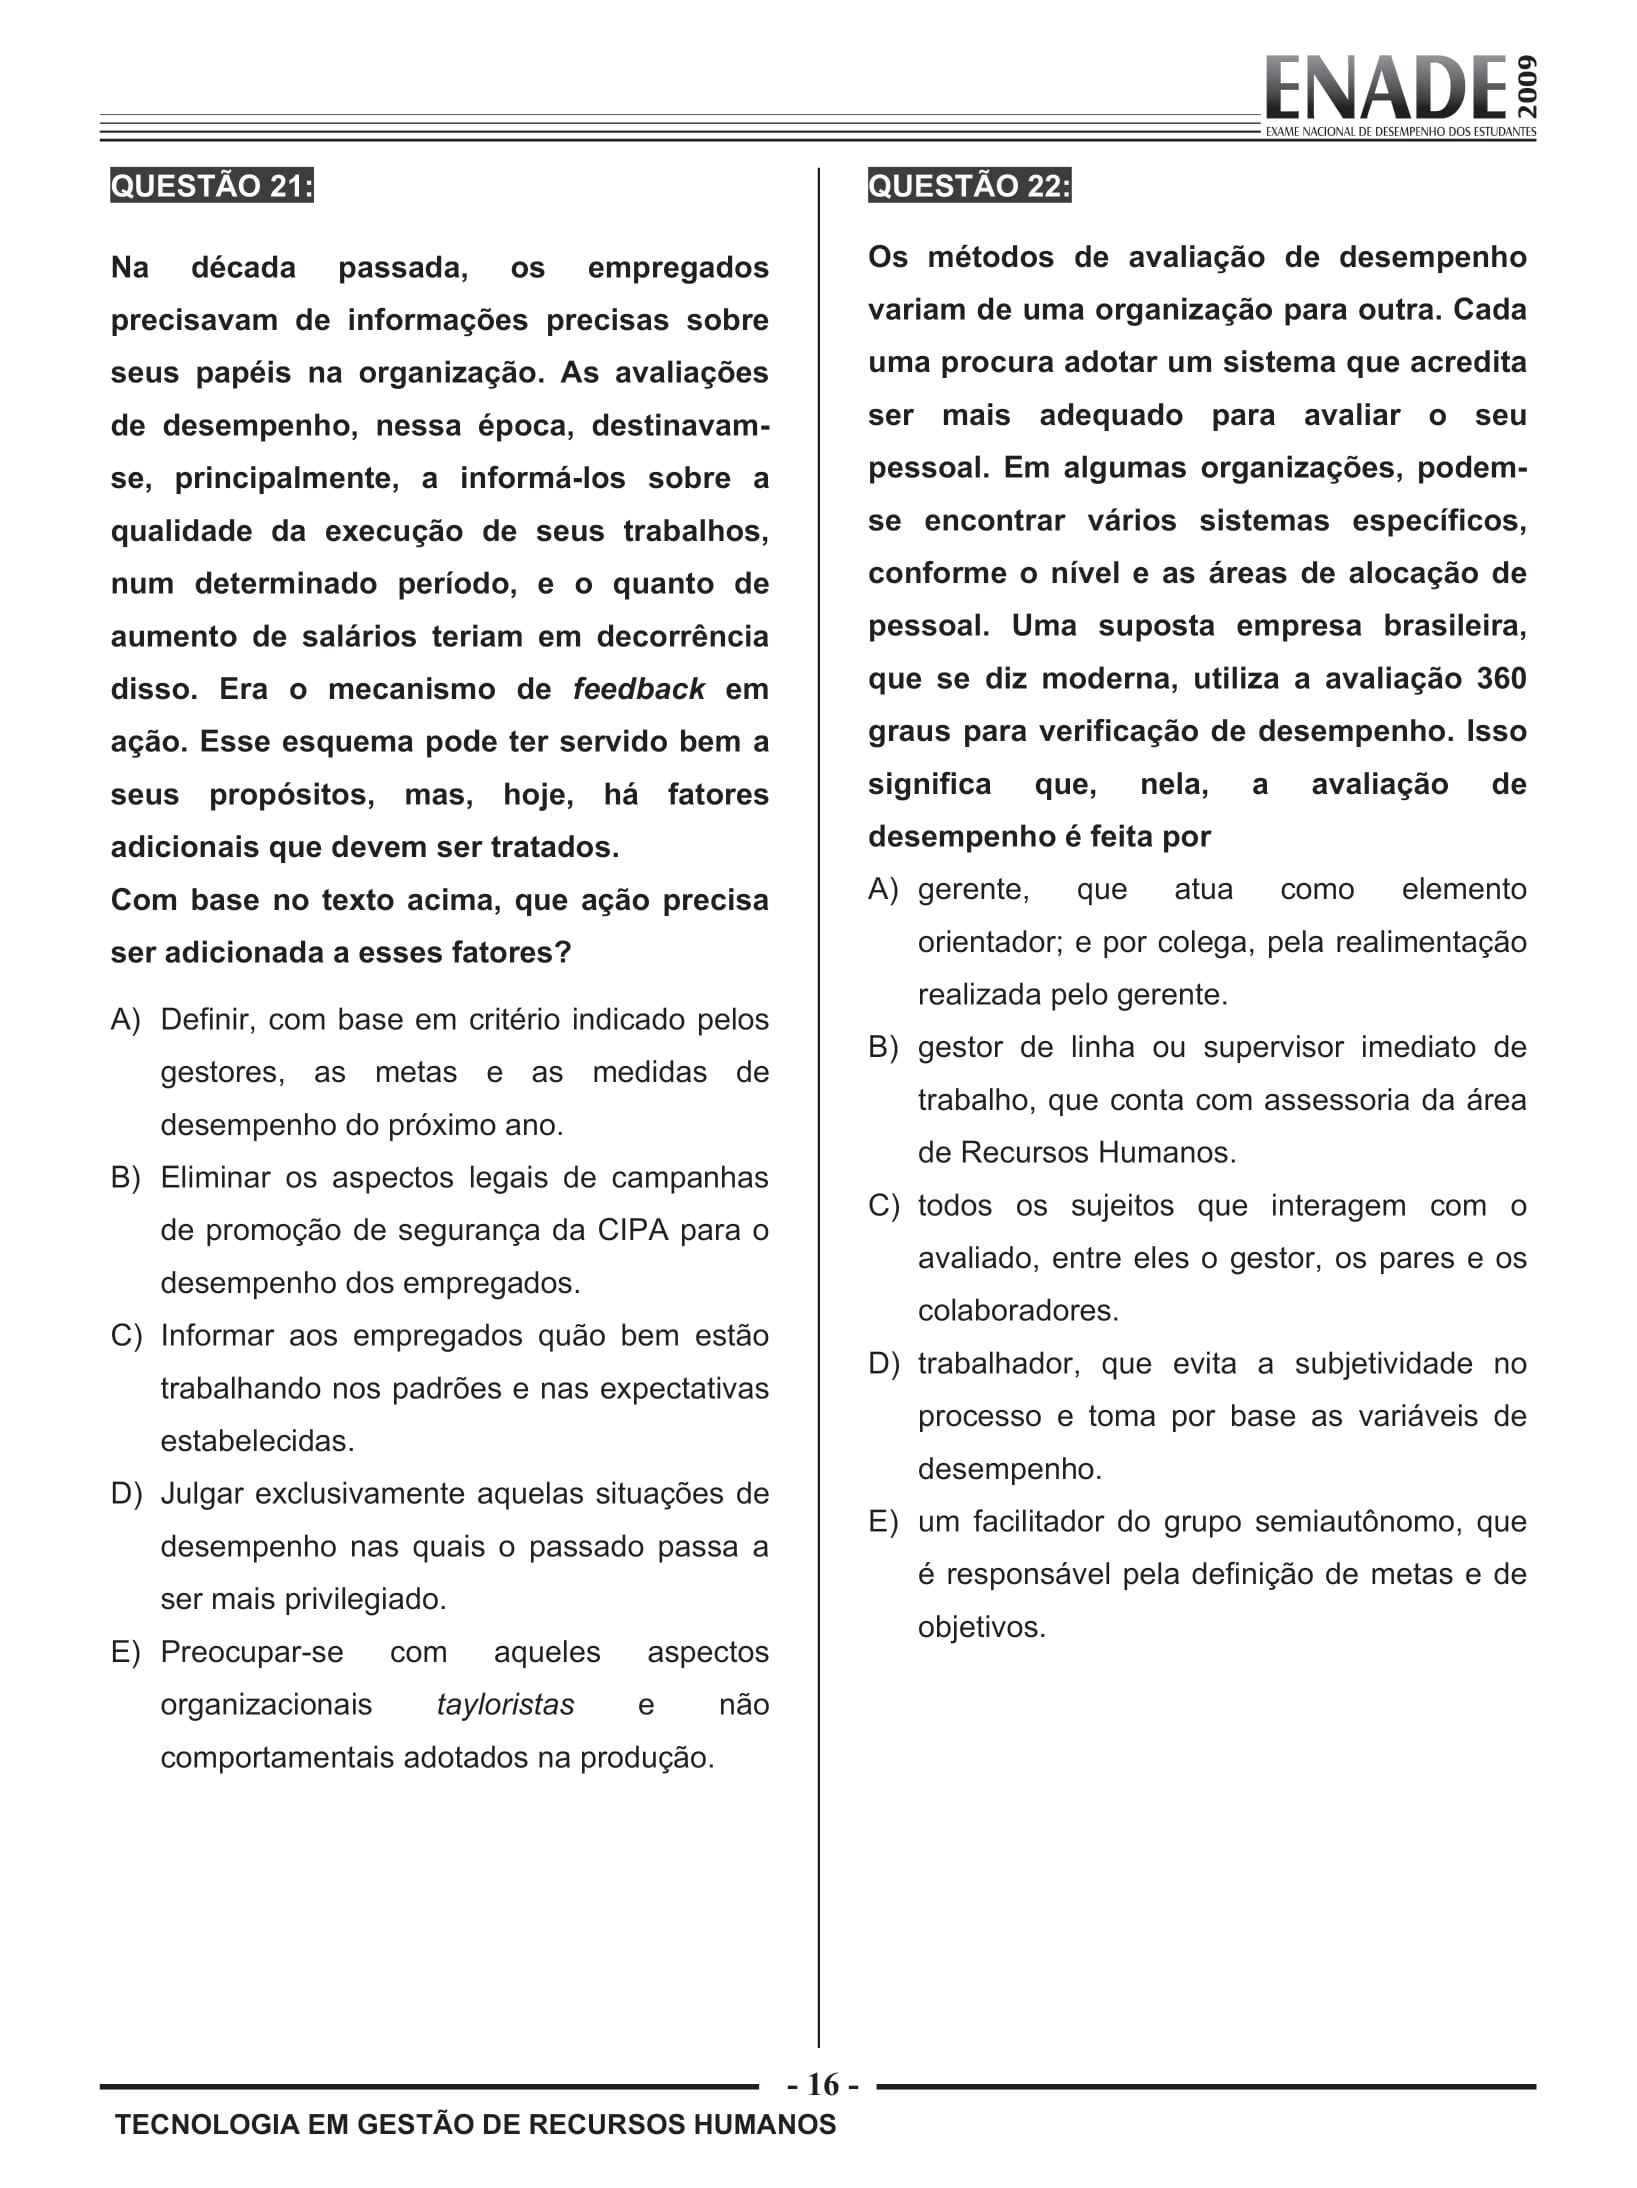 ENADE 2009
EXAME NACIONAL DE DESEMPENHO DOS ESTUDANTES
QUESTÃO 21:
Na década passada, os empregados
precisavam de informações precisas sobre
seus papéis na organização. As avaliações
de desempenho, nessa época, destinavam-
se, principalmente, a informá-los sobre a
qualidade da execução de seus trabalhos,
num determinado período, e o quanto de
aumento de salários teriam em decorrência
disso. Era o mecanismo de feedback em
ação. Esse esquema pode ter servido bem a
seus propósitos, mas, hoje, há fatores
adicionais que devem ser tratados.
Com base no texto acima, que ação precisa
ser adicionada a esses fatores?
A) Definir, com base em critério indicado pelos
gestores, as metas e as medidas de
desempenho do próximo ano.
B) Eliminar os aspectos legais de campanhas
de promoção de segurança da CIPA para o
desempenho dos empregados.
C) Informar aos empregados quão bem estão
trabalhando nos padrões e nas expectativas
estabelecidas.
D) Julgar exclusivamente aquelas situações de
desempenho nas quais o passado passa a
ser mais privilegiado.
E) Preocupar-se com aqueles aspectos
organizacionais tayloristas e não
comportamentais adotados na produção.
QUESTÃO 22:
Os métodos de avaliação de desempenho
variam de uma organização para outra. Cada
uma procura adotar um sistema que acredita
ser mais adequado para avaliar o seu
pessoal. Em algumas organizações, podem-
se encontrar vários sistemas específicos,
conforme o nível e as áreas de alocação de
pessoal. Uma suposta empresa brasileira,
que se diz moderna, utiliza a avaliação 360
graus para verificação de desempenho. Isso
significa que, nela, a avaliação de
desempenho é feita por
A) gerente, que atua como elemento
orientador; e por colega, pela realimentação
realizada pelo gerente.
B) gestor de linha ou supervisor imediato de
trabalho, que conta com assessoria da área
de Recursos Humanos.
C) todos os sujeitos que interagem com o
avaliado, entre eles o gestor, os pares e os
colaboradores.
D) trabalhador, que evita a subjetividade no
processo e toma por base as variáveis de
desempenho.
E) um facilitador do grupo semiautônomo, que
é responsável pela definição de metas e de
objetivos.
- 16 -
TECNOLOGIA EM GESTÃO DE RECURSOS HUMANOS